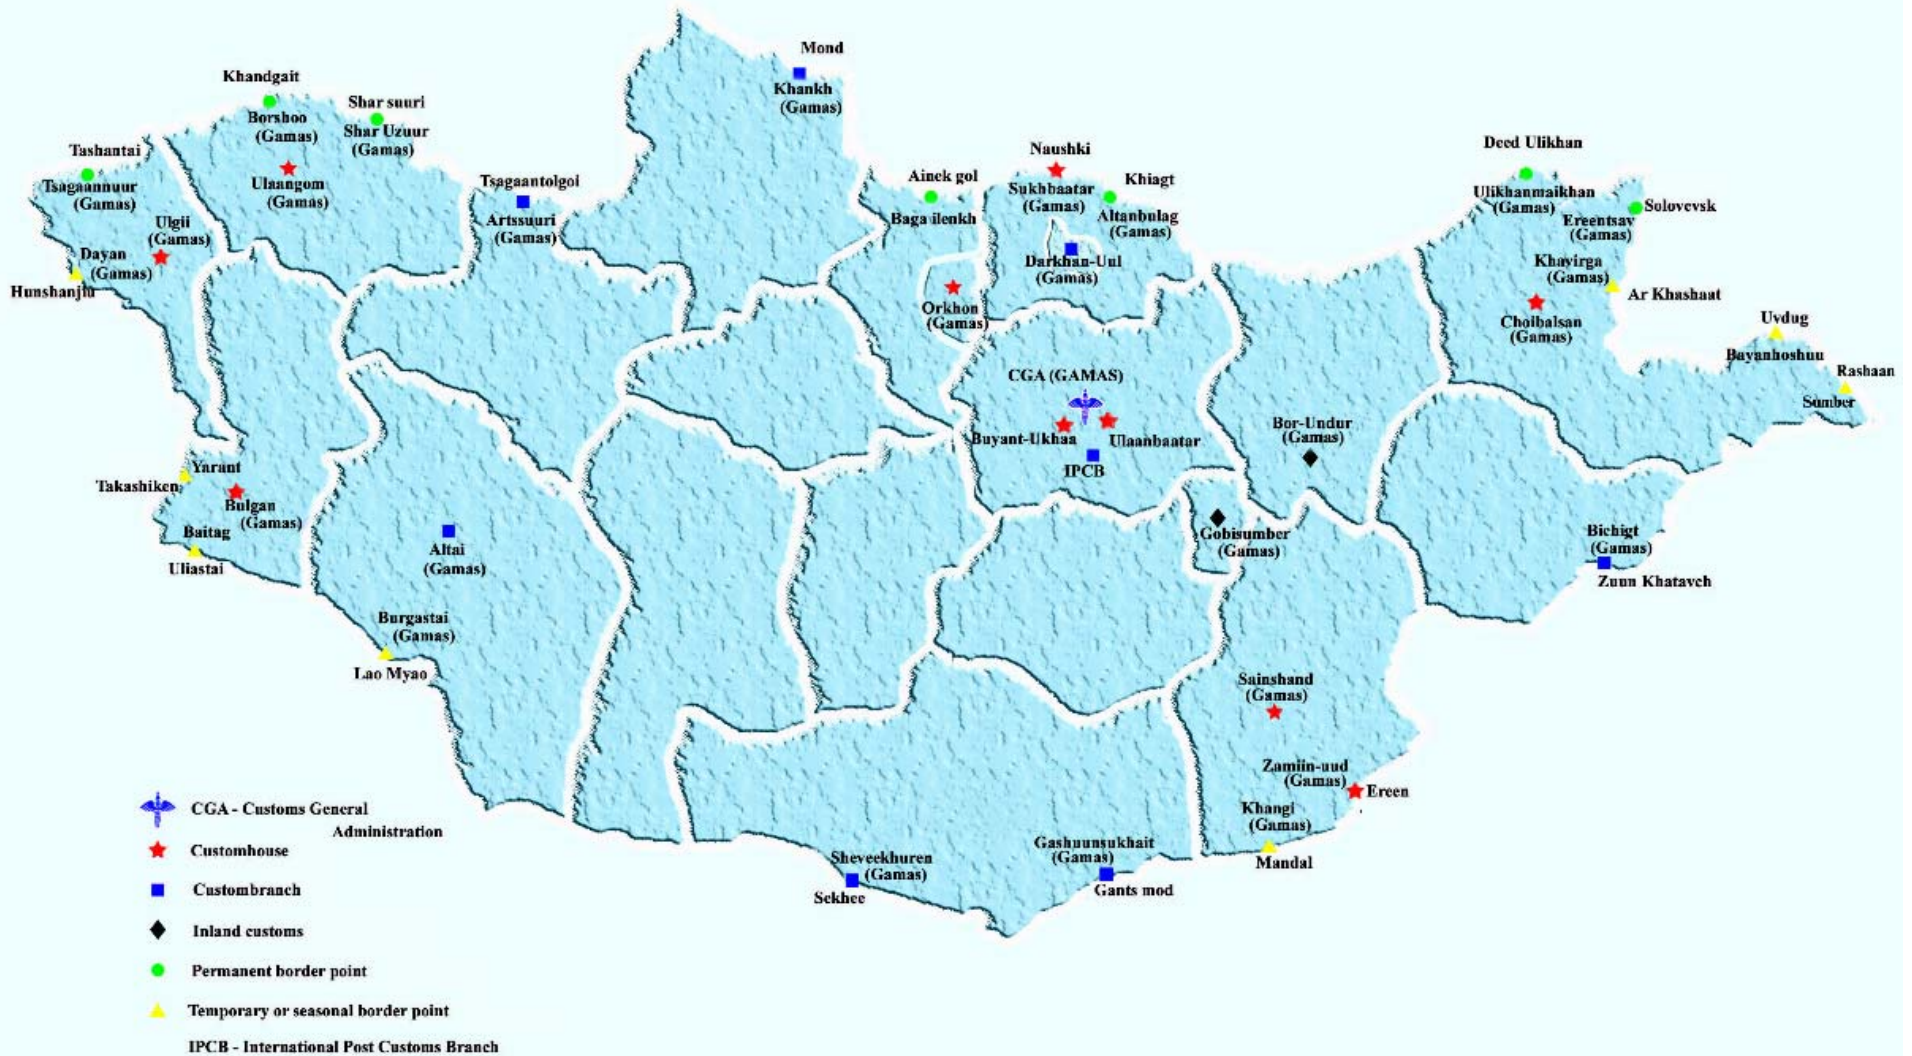 Mond
Khankh
(Gamas)
Khandgait
Borshoo
(Gamas)
Shar suuri
Shar Uzuur
(Gamas)
Tashantai
Tsagaannuur
(Gamas)
Ulaangom
(Gamas)
Tsagaantolgoi
Artssuuri
(Gamas)
Ulgii
(Gamas)
Dayan
(Gamas)
Hunshanjlu
Ainek gol
Baga ilenkh
Naushki
Sukhbaatar
(Gamas)
Khiagt
Altanbulag
(Gamas)
Darkhan-Uul
(Gamas)
Orkhon
(Gamas)
Deed Ulikhan
Ulikhanmaikhan
(Gamas)
Ereentsav
(Gamas)
Solovevsk
Khavirga
(Gamas)
Ar Khashaat
Choibalsan
(Gamas)
Uvdug
Bayanhoshuu
Rashaan
Sumber
CGA (GAMAS)
Buyant-Ukhaa
Ulaanbaatar
IPCB
Bor-Undur
(Gamas)
Gobisumber
(Gamas)
Yarant
Takashiken
Bulgan
(Gamas)
Baitag
Uliastai
Altai
(Gamas)
Burgastai
(Gamas)
Lao Myao
Bichigt
(Gamas)
Zuun Khatavch
Sainshand
(Gamas)
Zamiin-uud
(Gamas)
Ereen
Khangi
(Gamas)
Mandal
Gashuunsukhait
(Gamas)
Gants mod
Sheveekhuren
(Gamas)
Sekhee
CGA - Customs General
Administration
Customhouse
Custombranch
Inland customs
Permanent border point
Temporary or seasonal border point
IPCB - International Post Customs Branch